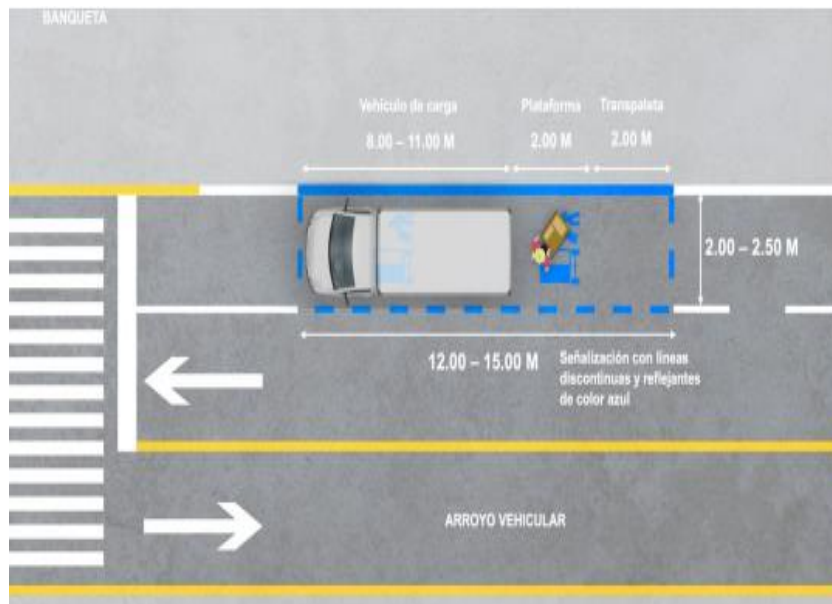 BANQUETA
Vehículo de carga
8.00 – 11.00 M
Plataforma
2.00 M
Transpaleta
2.00 M
2.00 – 2.50 M
12.00 – 15.00 M
Señalización con líneas
discontinuas y reflejantes
de color azul
ARROYO VEHICULAR